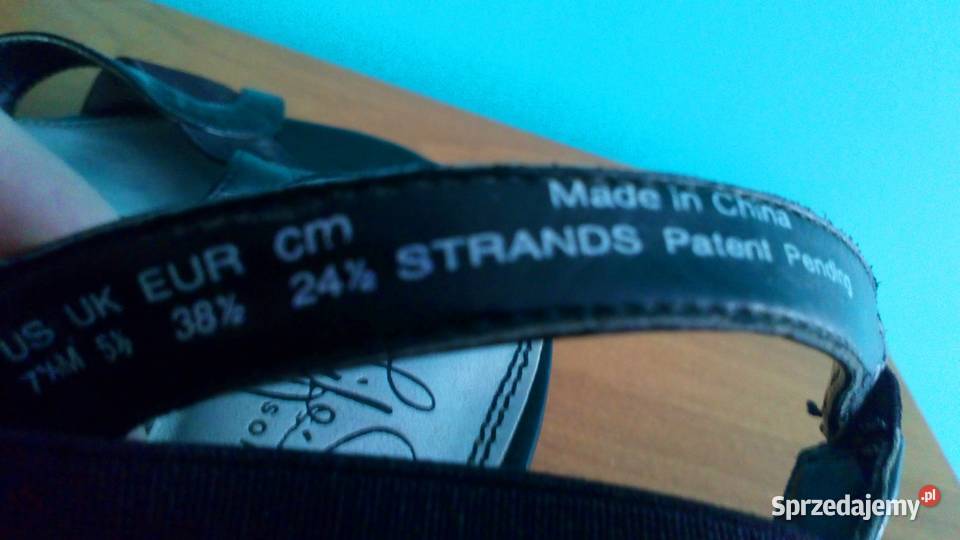 Made in China
US UK EUR cm STRANDS Patent Pending
7½M 5½ 38½ 24½
Sprzedajemy.pl